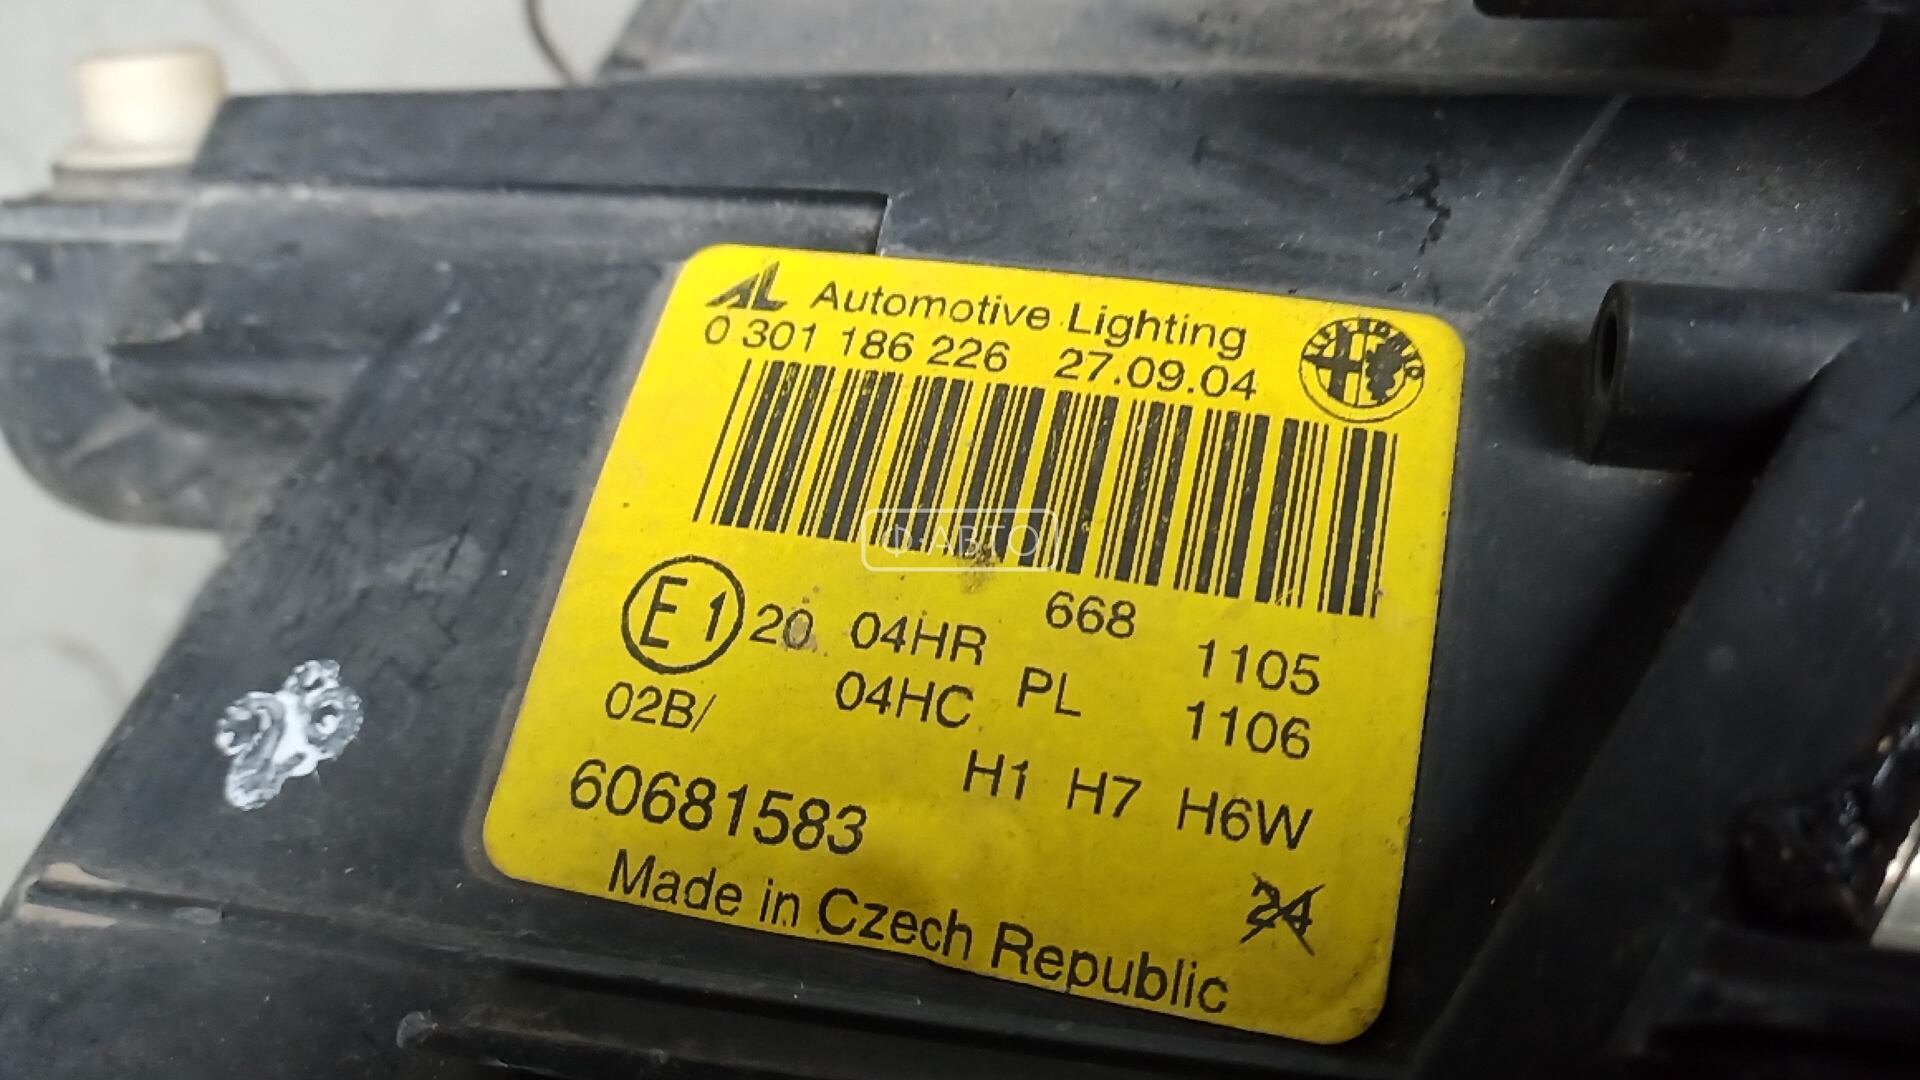 AL Automotive Lighting
0 301 186 226 27.09.04
Ф-АВТО
668
E1 20 04HR 1105
02B/ 04HC PL 1106
H1 H7 H6W
60681583
24
Made in Czech Republic